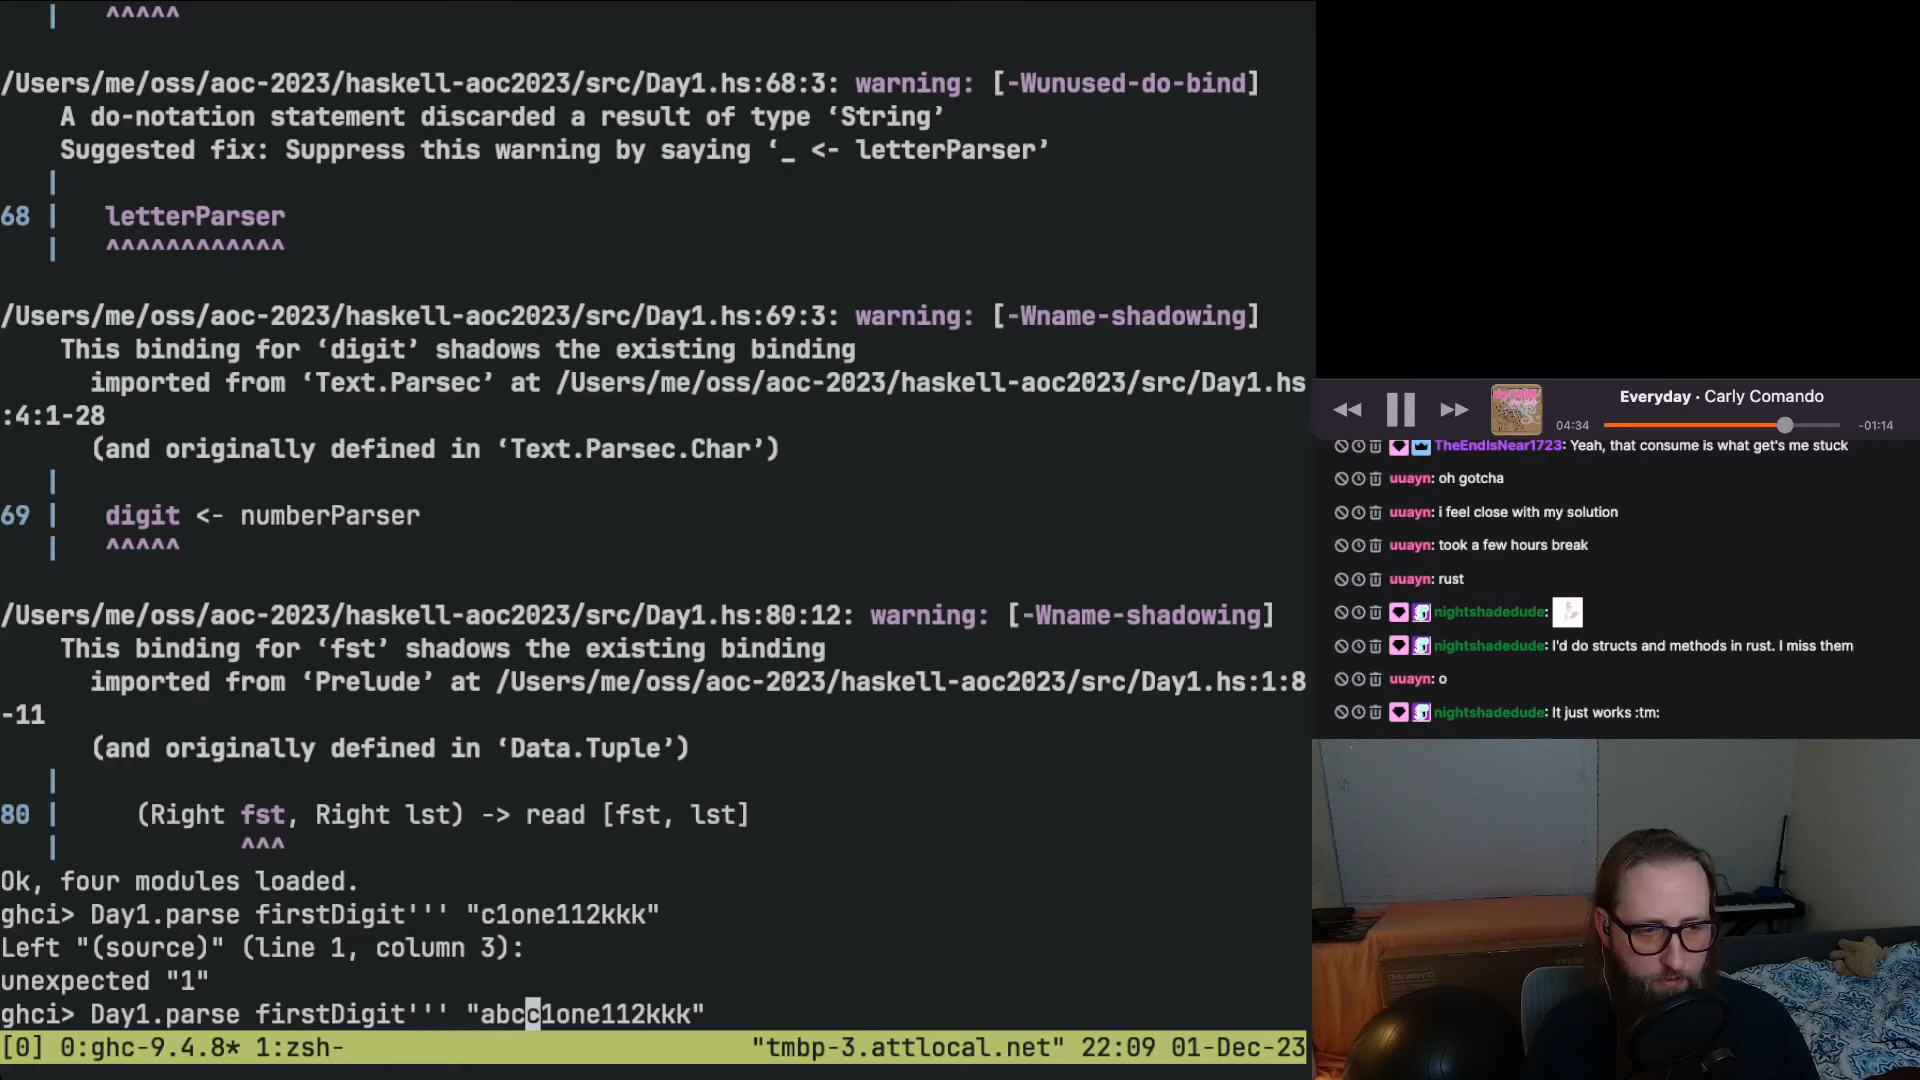 ^^^^^
/Users/me/oss/aoc-2023/haskell-aoc2023/src/Day1.hs:68:3: warning: [-Wunused-do-bind]
A do-notation statement discarded a result of type ‘String’
Suggested fix: Suppress this warning by saying ‘_ <- letterParser’
|
68 | letterParser
| ^^^^^^^^^^^^
/Users/me/oss/aoc-2023/haskell-aoc2023/src/Day1.hs:69:3: warning: [-Wname-shadowing]
This binding for ‘digit’ shadows the existing binding
imported from ‘Text.Parsec’ at /Users/me/oss/aoc-2023/haskell-aoc2023/src/Day1.hs
:4:1-28
(and originally defined in ‘Text.Parsec.Char’)
|
69 | digit <- numberParser
| ^^^^^
/Users/me/oss/aoc-2023/haskell-aoc2023/src/Day1.hs:80:12: warning: [-Wname-shadowing]
This binding for ‘fst’ shadows the existing binding
imported from ‘Prelude’ at /Users/me/oss/aoc-2023/haskell-aoc2023/src/Day1.hs:1:8
-11
(and originally defined in ‘Data.Tuple’)
|
80 | (Right fst, Right lst) -> read [fst, lst]
| ^^^
Ok, four modules loaded.
ghci> Day1.parse firstDigit''' "c1one112kkk"
Left "(source)" (line 1, column 3):
unexpected "1"
ghci> Day1.parse firstDigit''' "abcc1one112kkk"
[0] 0:ghc-9.4.8* 1:zsh- "tmbp-3.attlocal.net" 22:09 01-Dec-23
Everyday · Carly Comando
04:34 -01:14
TheEndIsNear1723: Yeah, that consume is what get's me stuck
uuayn: oh gotcha
uuayn: i feel close with my solution
uuayn: took a few hours break
uuayn: rust
nightshadedude:
nightshadedude: I'd do structs and methods in rust. I miss them
uuayn: o
nightshadedude: It just works :tm: